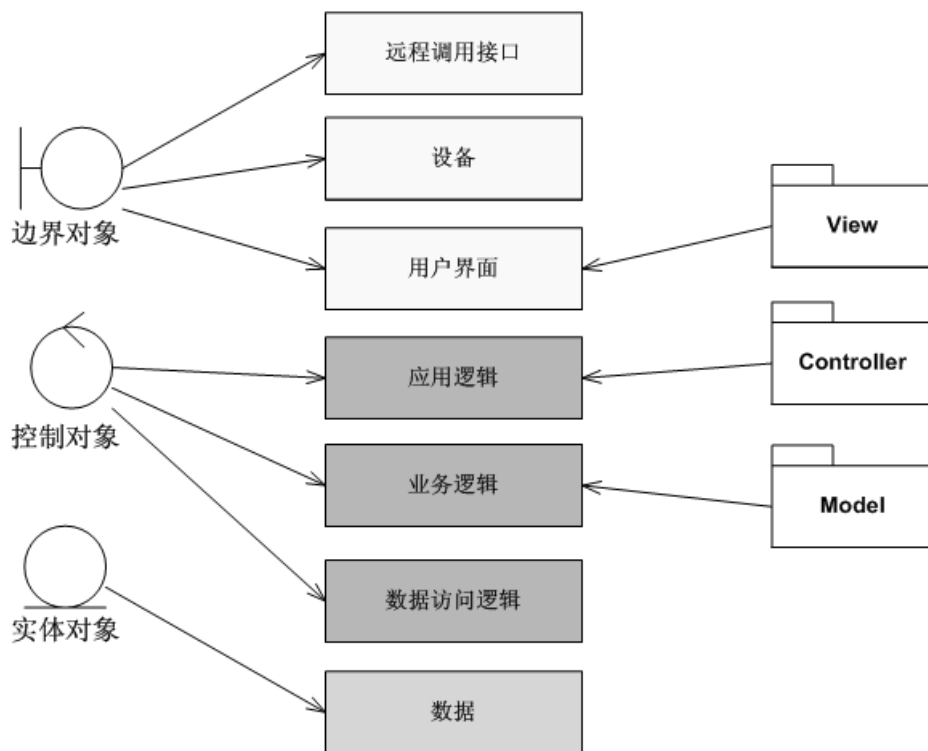 远程调用接口
设备
边界对象
View
用户界面
Controller
应用逻辑
控制对象
业务逻辑
Model
数据访问逻辑
实体对象
数据